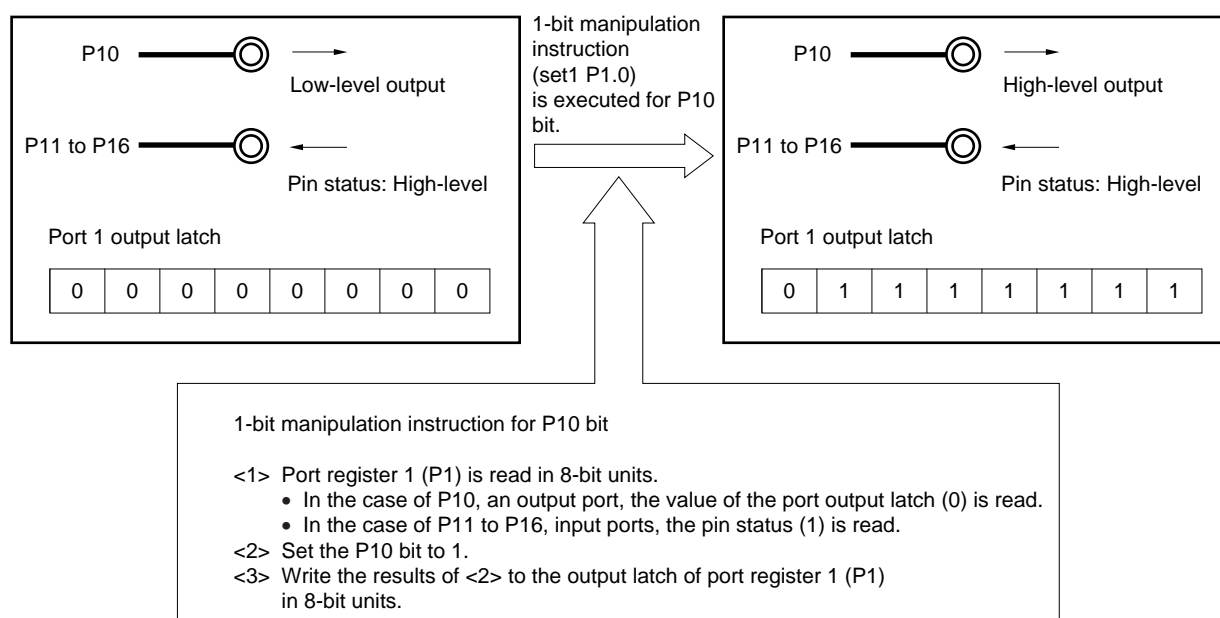 P10
Low-level output
P11 to P16
Pin status: High-level
Port 1 output latch
0 0 0 0 0 0 0 0
1-bit manipulation
instruction
(set1 P1.0)
is executed for P10
bit.
P10
High-level output
P11 to P16
Pin status: High-level
Port 1 output latch
0 1 1 1 1 1 1 1
1-bit manipulation instruction for P10 bit
<1> Port register 1 (P1) is read in 8-bit units.
• In the case of P10, an output port, the value of the port output latch (0) is read.
• In the case of P11 to P16, input ports, the pin status (1) is read.
<2> Set the P10 bit to 1.
<3> Write the results of <2> to the output latch of port register 1 (P1)
in 8-bit units.